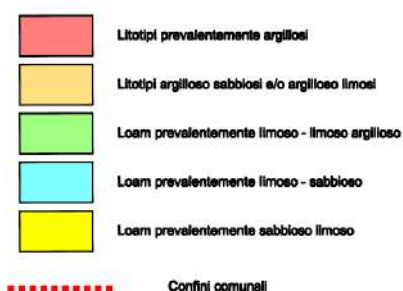 Litotipi prevalentemente argillosi
Litotipi argilloso sabbiosi e/o argilloso limosi
Loam prevalentemente limoso - limoso argilloso
Loam prevalentemente limoso - sabbioso
Loam prevalentemente sabbioso limoso
Confini comunali